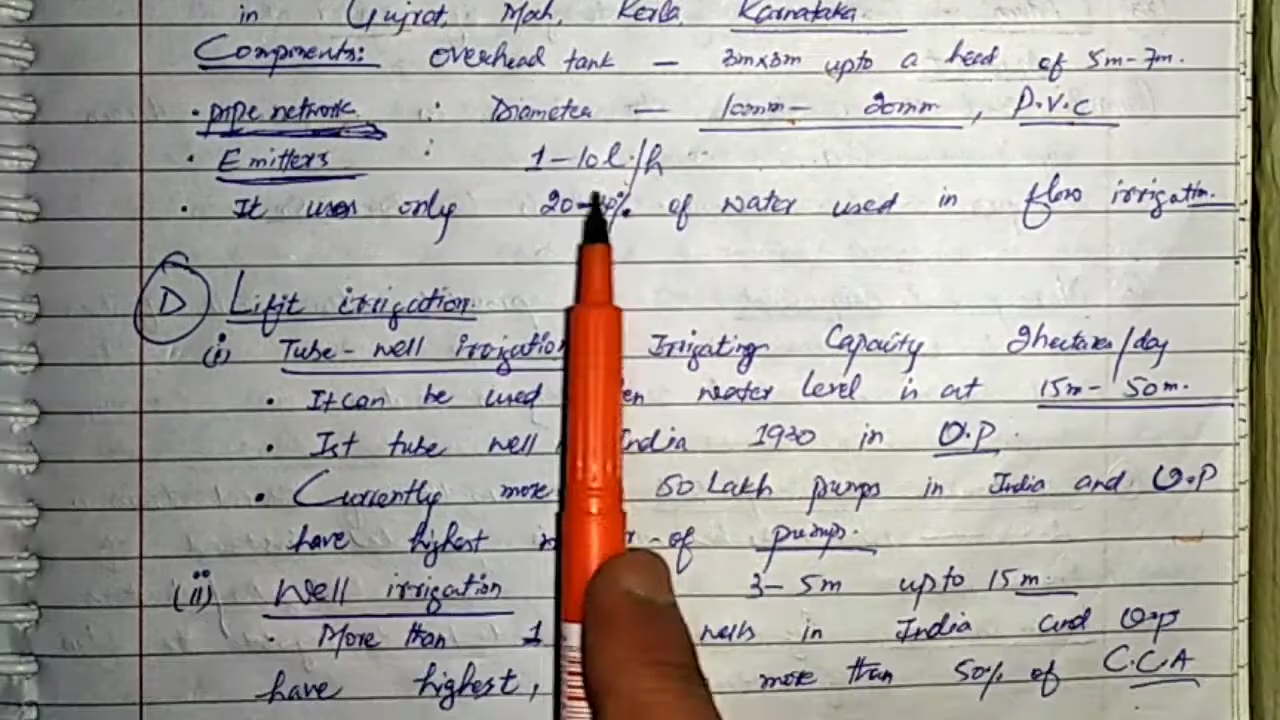 in Gujrat, Mah, Kerla, Karnataka.
Components: overhead tank — 3m×3m upto a head of 5m-7m.
• pipe network : Diameter — 100mm - 20mm, P.V.C
• Emitters : 1-10l/h
• It uses only of water used in flow irrigatin.
D Lift irrigation.
(i) Tube-well irrigation Irrigating Capacity 2hectares/day
• It can be used water level is at 15m-50m.
• Ist tube well India 1930 in U.P.
• Currently more 50 Lakh pumps in India and U.P
have highest of pumps.
(ii) Well irrigation 3-5m upto 15m.
• More than 1 wells in India and U.P
have highest, more than 50% of C.C.A